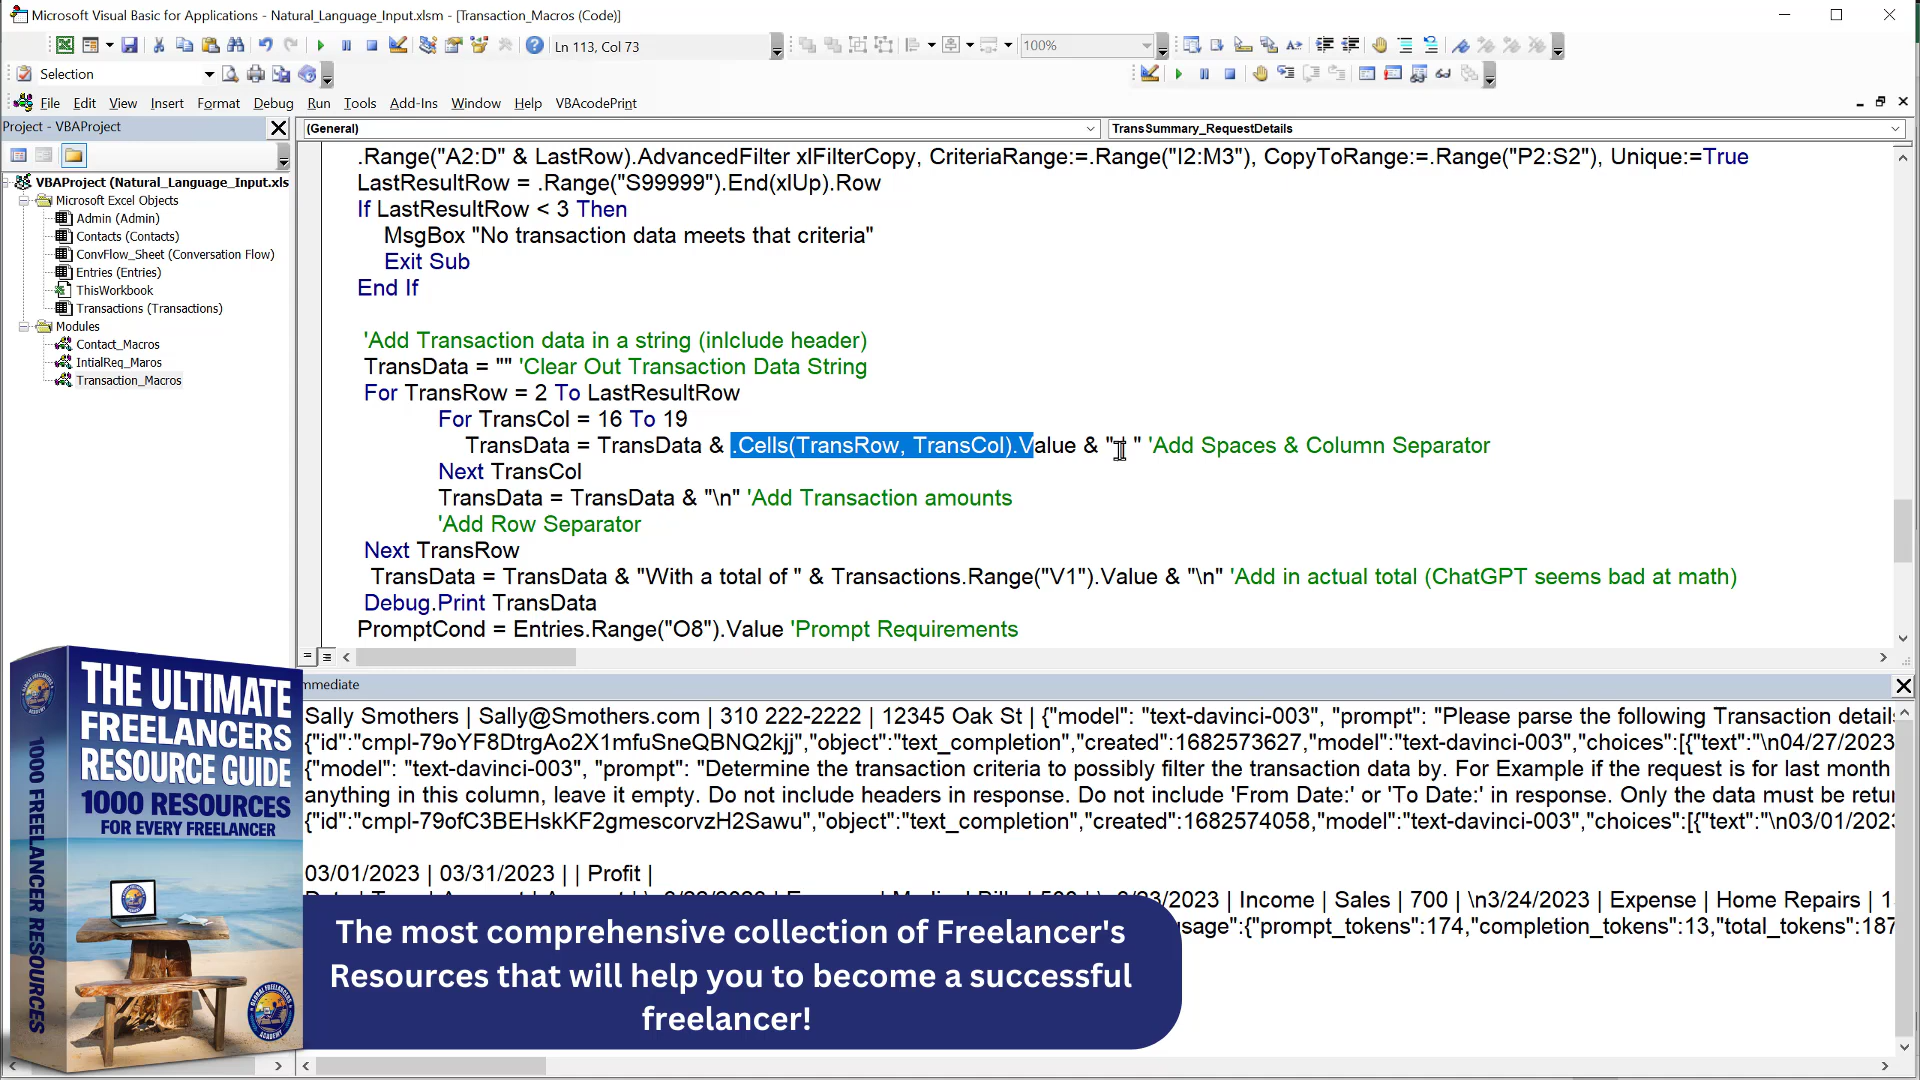 Microsoft Visual Basic for Applications - Natural_Language_Input.xlsm - [Transaction_Macros (Code)]
Ln 113, Col 73
100%
Selection
File Edit View Insert Format Debug Run Tools Add-Ins Window Help VBAcodePrint
Project - VBAProject
(General)
TransSummary_RequestDetails
VBAProject (Natural_Language_Input.xls
Microsoft Excel Objects
Admin (Admin)
Contacts (Contacts)
ConvFlow_Sheet (Conversation Flow)
Entries (Entries)
ThisWorkbook
Transactions (Transactions)
Modules
Contact_Macros
IntialReq_Maros
Transaction_Macros
.Range("A2:D" & LastRow).AdvancedFilter xlFilterCopy, CriteriaRange:=.Range("I2:M3"), CopyToRange:=.Range("P2:S2"), Unique:=True
LastResultRow = .Range("S99999").End(xlUp).Row
If LastResultRow < 3 Then
MsgBox "No transaction data meets that criteria"
Exit Sub
End If
'Add Transaction data in a string (inlclude header)
TransData = "" 'Clear Out Transaction Data String
For TransRow = 2 To LastResultRow
For TransCol = 16 To 19
TransData = TransData & .Cells(TransRow, TransCol).Value & " | " 'Add Spaces & Column Separator
Next TransCol
TransData = TransData & "\n" 'Add Transaction amounts
'Add Row Separator
Next TransRow
TransData = TransData & "With a total of " & Transactions.Range("V1").Value & "\n" 'Add in actual total (ChatGPT seems bad at math)
Debug.Print TransData
PromptCond = Entries.Range("O8").Value 'Prompt Requirements
mmediate
Sally Smothers | Sally@Smothers.com | 310 222-2222 | 12345 Oak St | {"model": "text-davinci-003", "prompt": "Please parse the following Transaction details
{"id":"cmpl-79oYF8DtrgAo2X1mfuSneQBNQ2kjj","object":"text_completion","created":1682573627,"model":"text-davinci-003","choices":[{"text":"\n04/27/2023
{"model": "text-davinci-003", "prompt": "Determine the transaction criteria to possibly filter the transaction data by. For Example if the request is for last month
anything in this column, leave it empty. Do not include headers in response. Do not include 'From Date:' or 'To Date:' in response. Only the data must be retu
{"id":"cmpl-79ofC3BEHskKF2gmescorvzH2Sawu","object":"text_completion","created":1682574058,"model":"text-davinci-003","choices":[{"text":"\n03/01/202
03/01/2023 | 03/31/2023 | | Profit |
/2023 | Income | Sales | 700 | \n3/24/2023 | Expense | Home Repairs | 1
sage":{"prompt_tokens":174,"completion_tokens":13,"total_tokens":187
THE ULTIMATE
FREELANCERS
RESOURCE GUIDE
1000 RESOURCES
FOR EVERY FREELANCER
1000 FREELANCER RESOURCES
GLOBAL FREELANCERS
ACADEMY
The most comprehensive collection of Freelancer's
Resources that will help you to become a successful
freelancer!